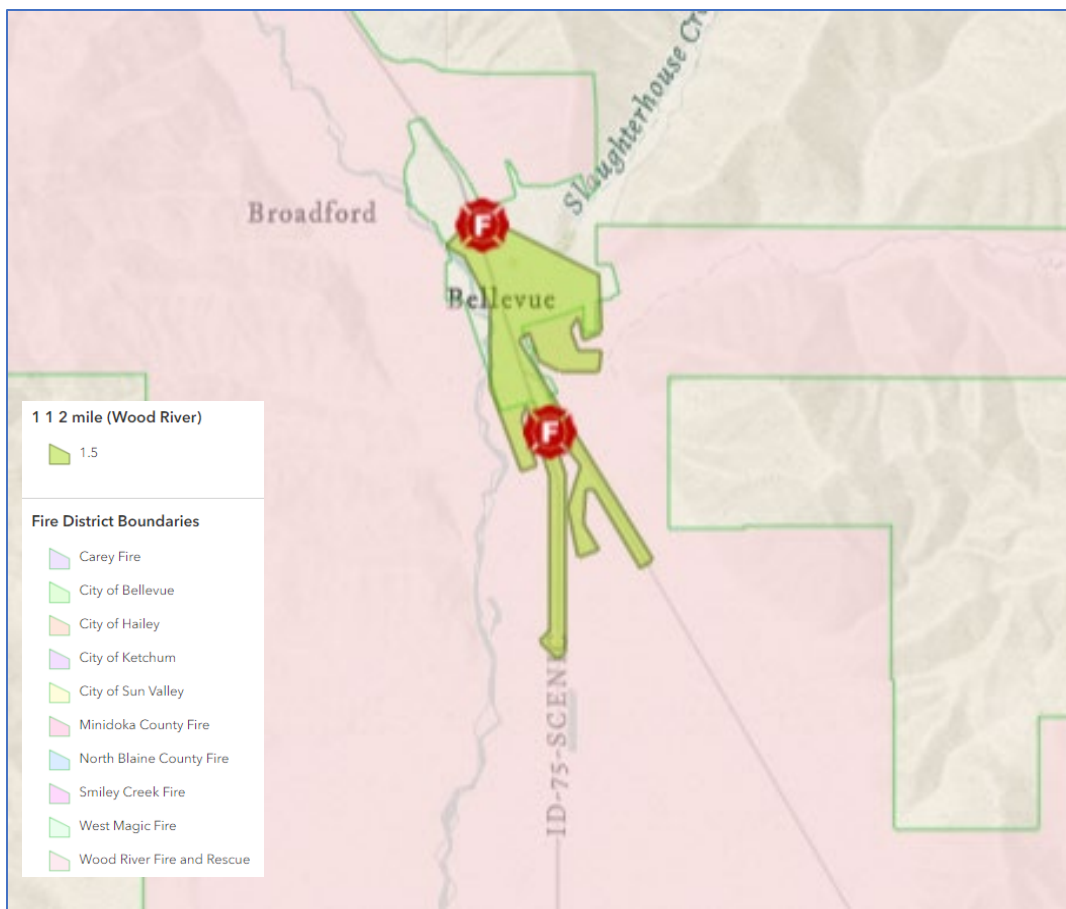 Slaughterhouse Cr
Broadford
F
Bellevue
1 1 2 mile (Wood River)
1.5
F
Fire District Boundaries
Carey Fire
City of Bellevue
City of Hailey
City of Ketchum
City of Sun Valley
Minidoka County Fire
North Blaine County Fire
Smiley Creek Fire
West Magic Fire
Wood River Fire and Rescue
ID-75-SCENI